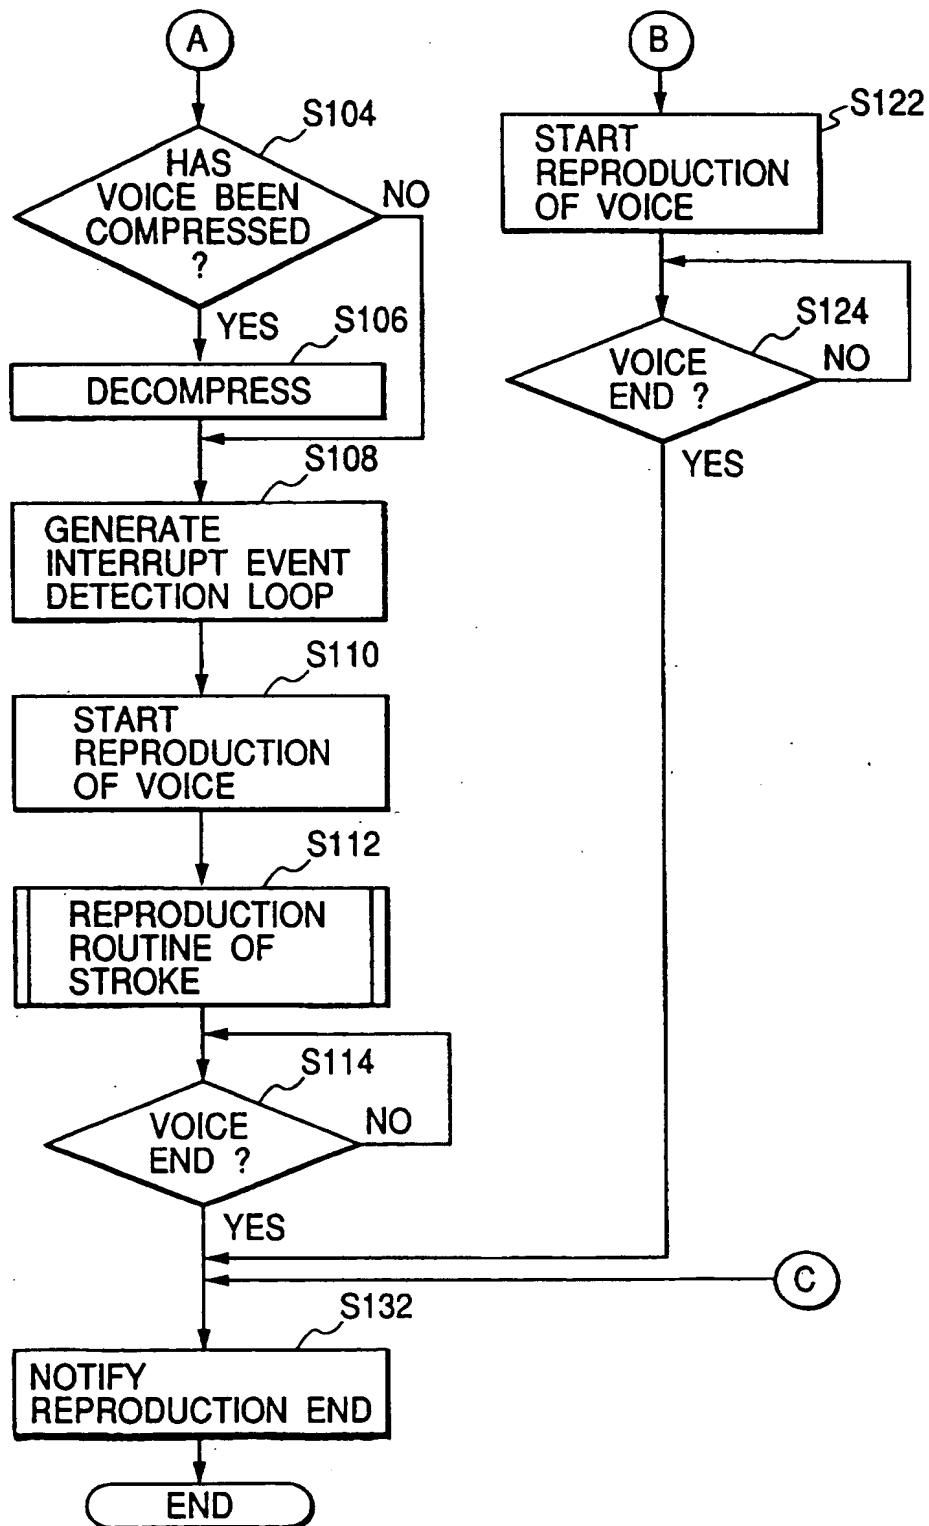 A
S104
HAS
VOICE BEEN
COMPRESSED
?
NO
YES
S106
DECOMPRESS
S108
GENERATE
INTERRUPT EVENT
DETECTION LOOP
S110
START
REPRODUCTION
OF VOICE
S112
REPRODUCTION
ROUTINE OF
STROKE
S114
VOICE
END ?
NO
YES
B
S122
START
REPRODUCTION
OF VOICE
S124
VOICE
END ?
NO
YES
C
S132
NOTIFY
REPRODUCTION END
END